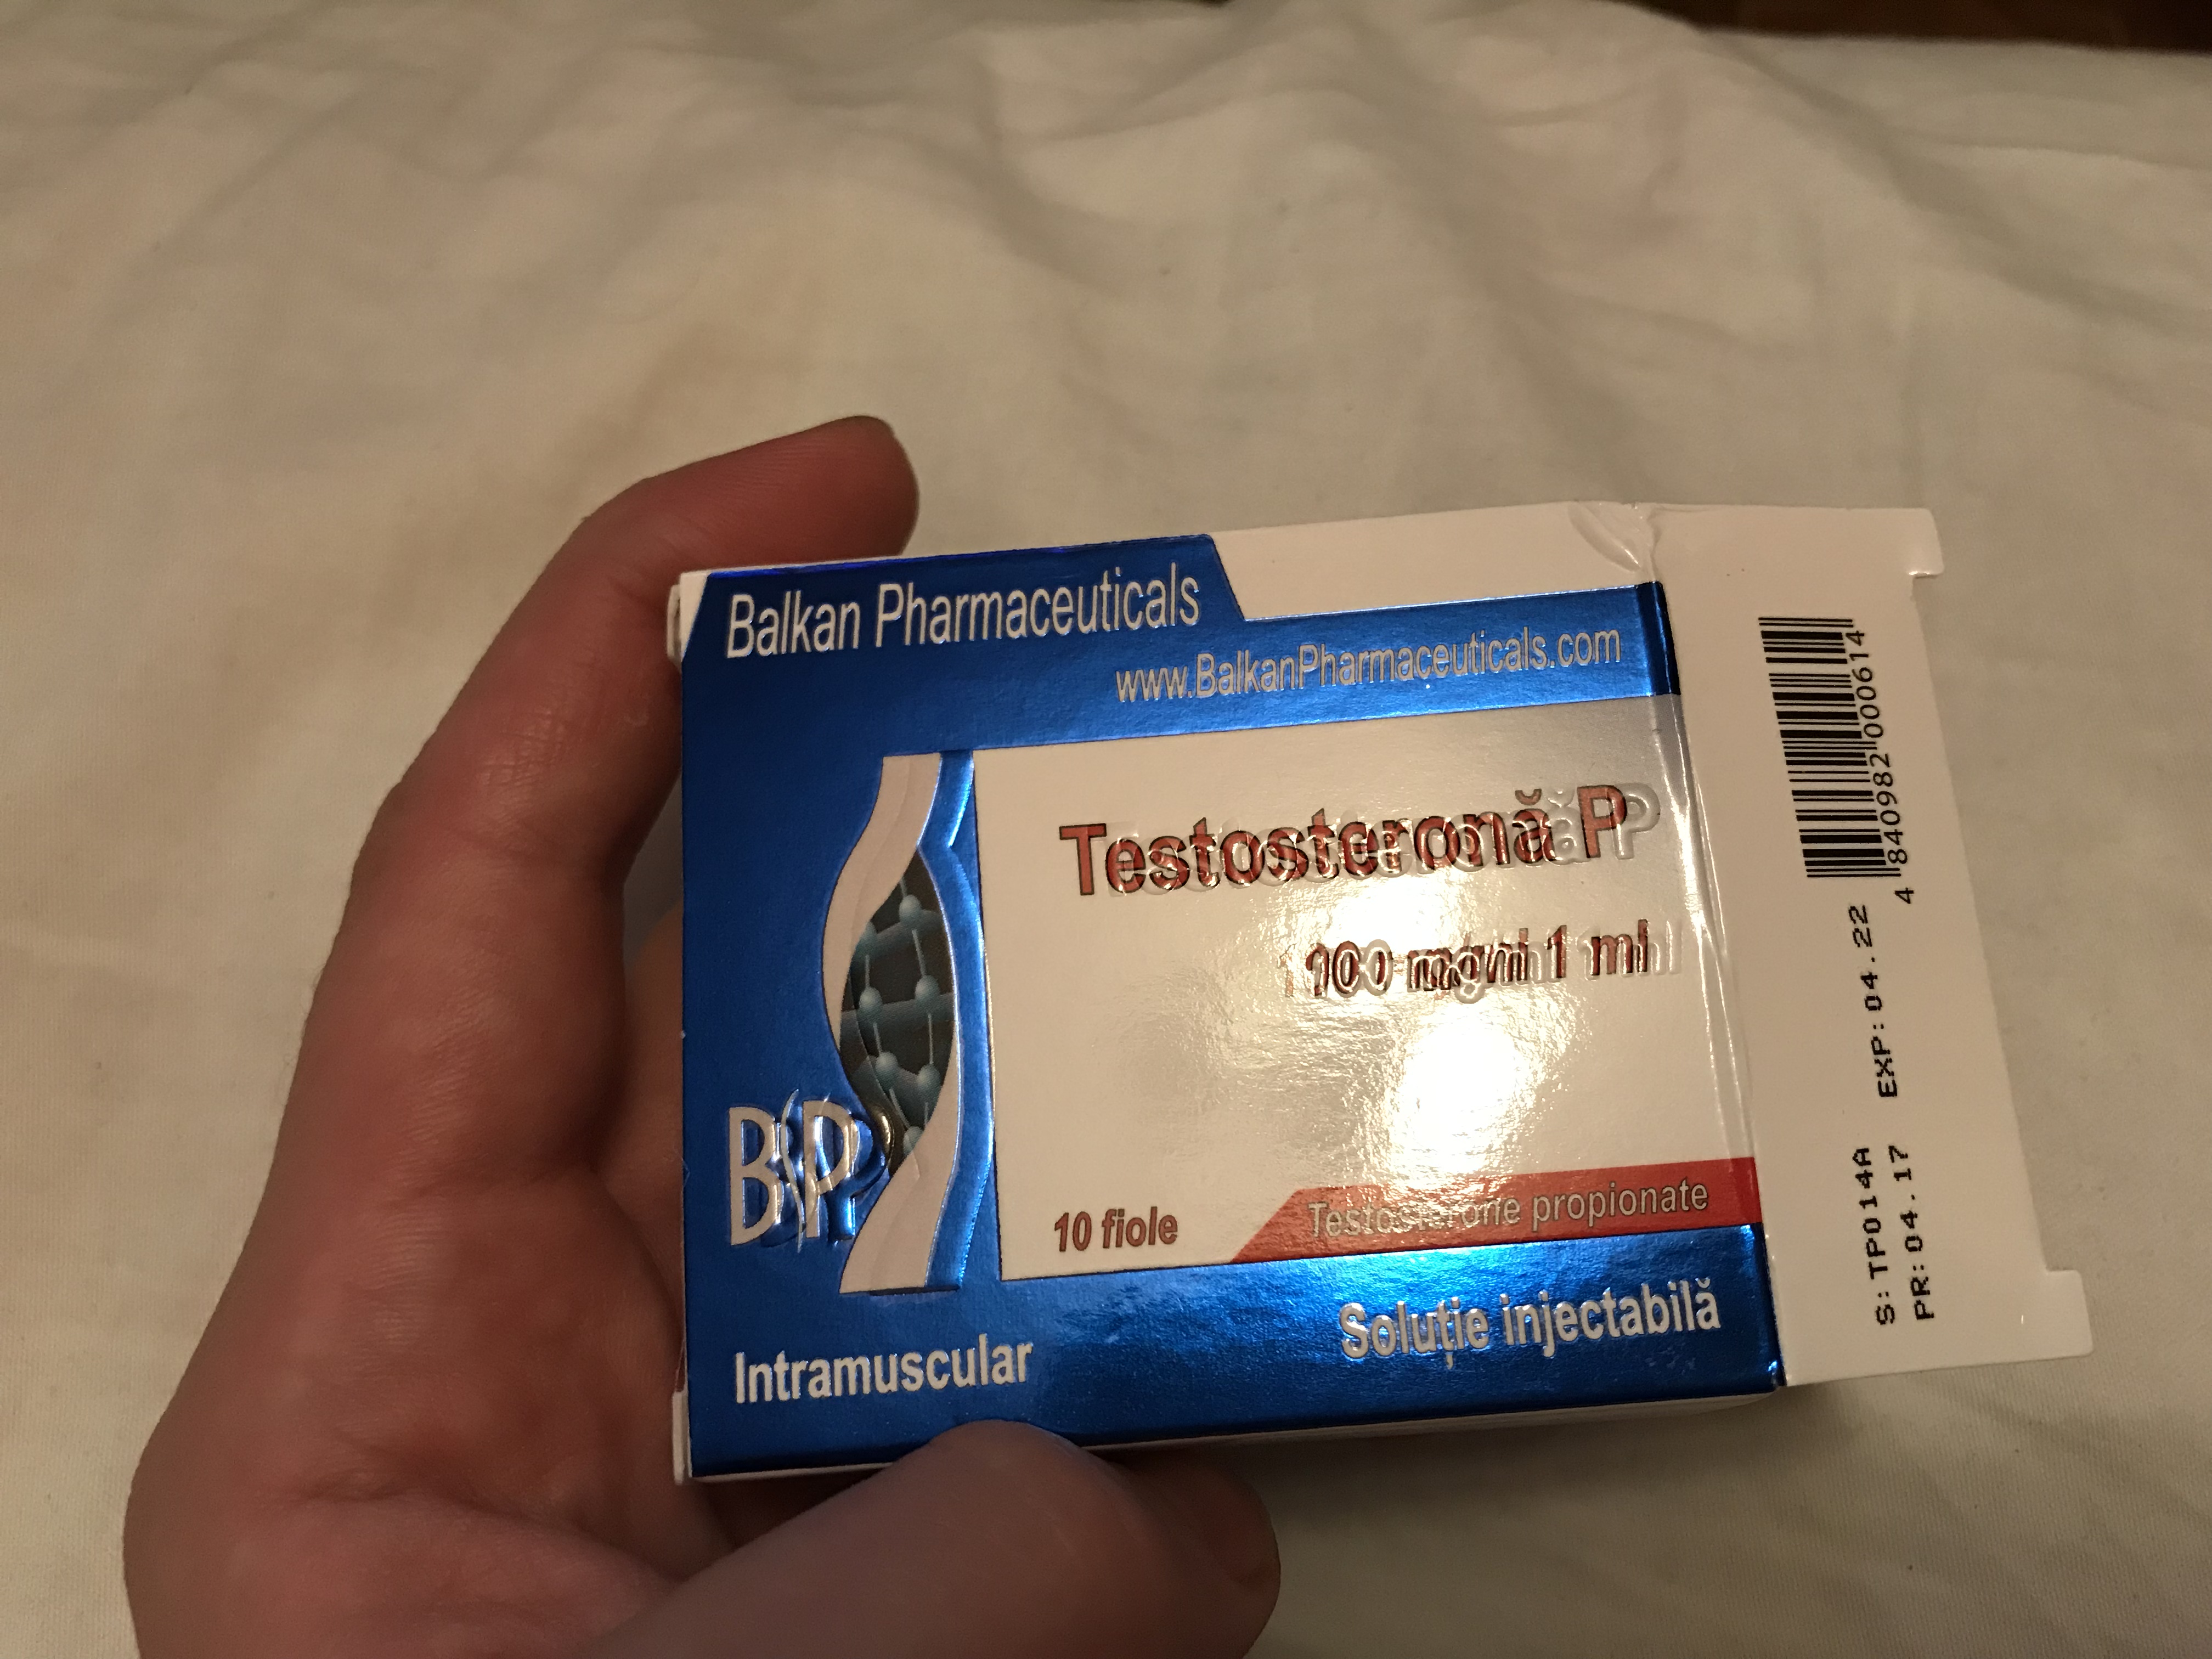 Balkan Pharmaceuticals
www.BalkanPharmaceuticals.com
Testosteronă P
100 mg/ml 1 ml
BP
10 fiole
Testosterone propionate
Intramuscular
Soluție injectabilă
4 840982 000614
S: TP014A EXP: 04.22
PR: 04.17